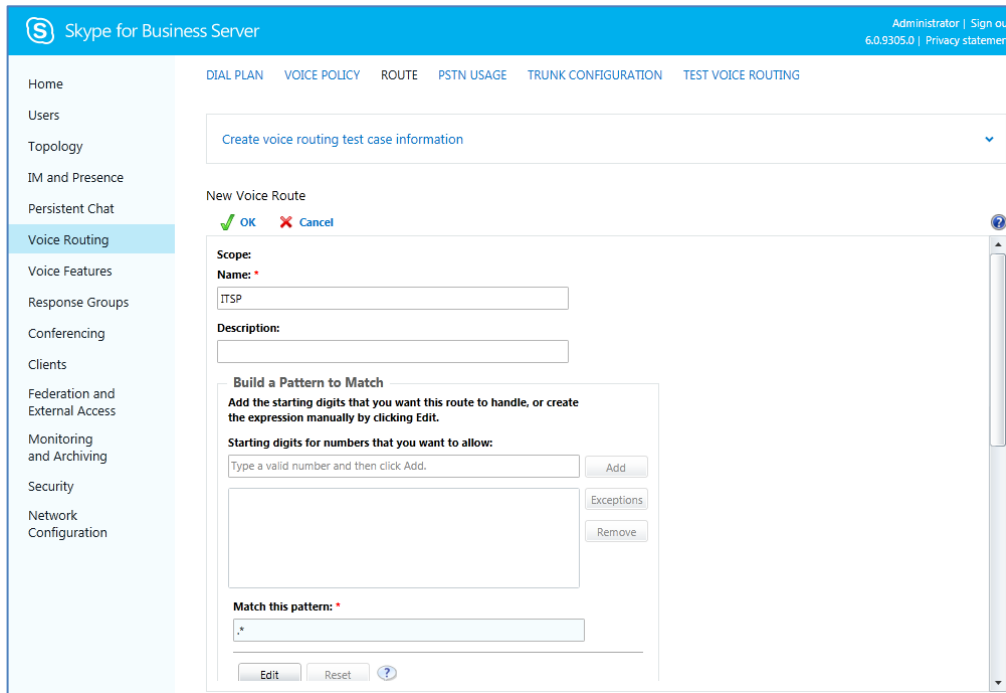 S Skype for Business Server
Administrator | Sign ou
6.0.9305.0 | Privacy statemen
Home
Users
Topology
IM and Presence
Persistent Chat
Voice Routing
Voice Features
Response Groups
Conferencing
Clients
Federation and
External Access
Monitoring
and Archiving
Security
Network
Configuration
DIAL PLAN VOICE POLICY ROUTE PSTN USAGE TRUNK CONFIGURATION TEST VOICE ROUTING
Create voice routing test case information
New Voice Route
OK Cancel ?
Scope:
Name: *
ITSP
Description:
Build a Pattern to Match
Add the starting digits that you want this route to handle, or create
the expression manually by clicking Edit.
Starting digits for numbers that you want to allow:
Type a valid number and then click Add. Add
Exceptions
Remove
Match this pattern: *
.*
Edit Reset ?